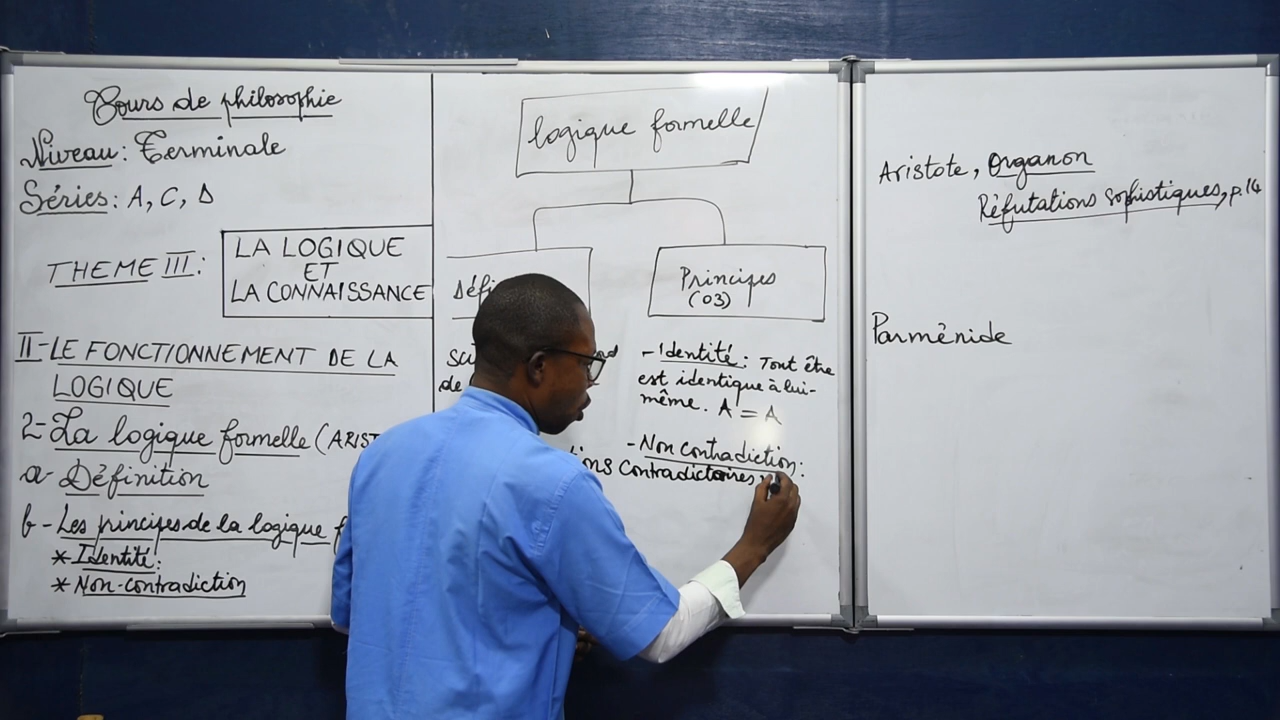 Cours de philosophie
Niveau: Terminale
Séries: A, C, D
THEME III:
LA LOGIQUE
ET
LA CONNAISSANCE
II-LE FONCTIONNEMENT DE LA
LOGIQUE
2-La logique formelle (ARIST
a- Définition
b-Les principes de la logique f
* Identité:
* Non-contradiction
logique formelle
Défi
Principes
(03)
de
-Identité: Tout être
est identique à lui-
même. A = A
-Non contradiction:
ions Contradictoires
Aristote, Organon
Réfutations Sophistiques, p.14
Parménide